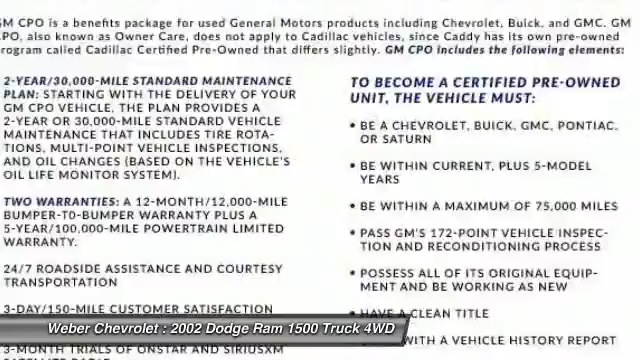 GM CPO is a benefits package for used General Motors products including Chevrolet, Buick, and GMC. GM
CPO, also known as Owner Care, does not apply to Cadillac vehicles, since Caddy has its own pre-owned
program called Cadillac Certified Pre-Owned that differs slightly. GM CPO includes the following elements:
2-YEAR/30,000-MILE STANDARD MAINTENANCE
PLAN: STARTING WITH THE DELIVERY OF YOUR
GM CPO VEHICLE, THE PLAN PROVIDES A
2-YEAR OR 30,000-MILE STANDARD VEHICLE
MAINTENANCE THAT INCLUDES TIRE ROTA-
TIONS, MULTI-POINT VEHICLE INSPECTIONS,
AND OIL CHANGES (BASED ON THE VEHICLE'S
OIL LIFE MONITOR SYSTEM).
TWO WARRANTIES: A 12-MONTH/12,000-MILE
BUMPER-TO-BUMPER WARRANTY PLUS A
5-YEAR/100,000-MILE POWERTRAIN LIMITED
WARRANTY.
24/7 ROADSIDE ASSISTANCE AND COURTESY
TRANSPORTATION
3-DAY/150-MILE CUSTOMER SATISFACTION
3-MONTH TRIALS OF ONSTAR AND SIRIUSXM
SATELLITE RADIO
TO BECOME A CERTIFIED PRE-OWNED
UNIT, THE VEHICLE MUST:
• BE A CHEVROLET, BUICK, GMC, PONTIAC,
OR SATURN
• BE WITHIN CURRENT, PLUS 5-MODEL
YEARS
• BE WITHIN A MAXIMUM OF 75,000 MILES
• PASS GM'S 172-POINT VEHICLE INSPEC-
TION AND RECONDITIONING PROCESS
• POSSESS ALL OF ITS ORIGINAL EQUIP-
MENT AND BE WORKING AS NEW
• HAVE A CLEAN TITLE
WITH A VEHICLE HISTORY REPORT
Weber Chevrolet : 2002 Dodge Ram 1500 Truck 4WD